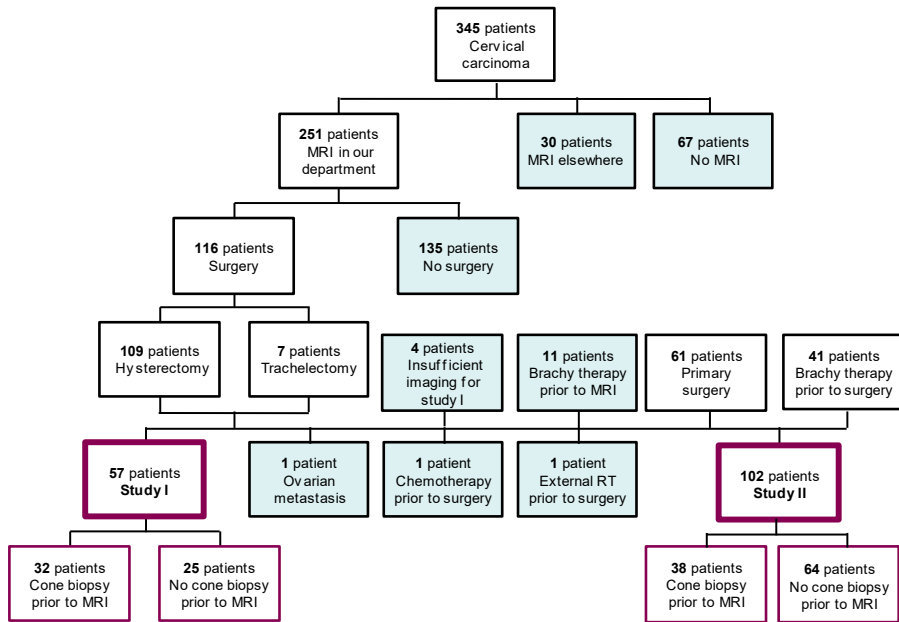 345 patients
Cervical
carcinoma
251 patients
MRI in our
department
30 patients
MRI elsewhere
67 patients
No MRI
116 patients
Surgery
135 patients
No surgery
109 patients
Hysterectomy
7 patients
Trachelectomy
4 patients
Insufficient
imaging for
study I
11 patients
Brachy therapy
prior to MRI
61 patients
Primary
surgery
41 patients
Brachy therapy
prior to surgery
57 patients
Study I
1 patient
Ovarian
metastasis
1 patient
Chemotherapy
prior to surgery
1 patient
External RT
prior to surgery
102 patients
Study II
32 patients
Cone biopsy
prior to MRI
25 patients
No cone biopsy
prior to MRI
38 patients
Cone biopsy
prior to MRI
64 patients
No cone biopsy
prior to MRI